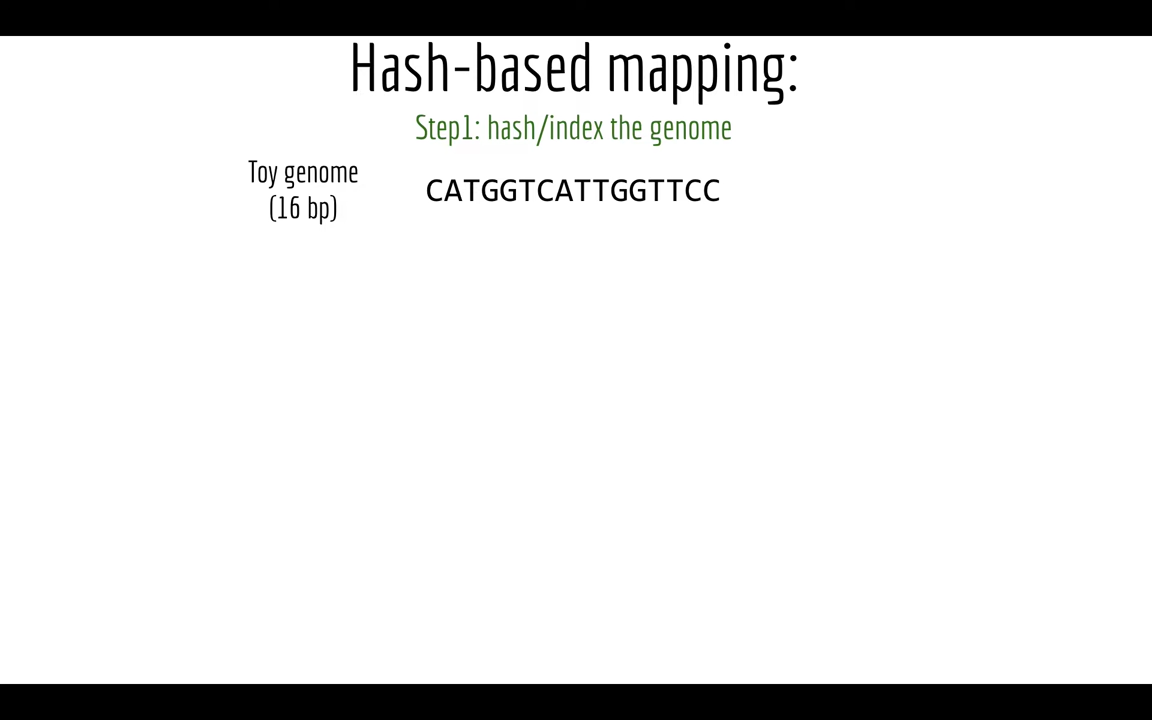 Hash-based mapping:
Step1: hash/index the genome
Toy genome
(16 bp)
CATGGTCATTGGTTCC